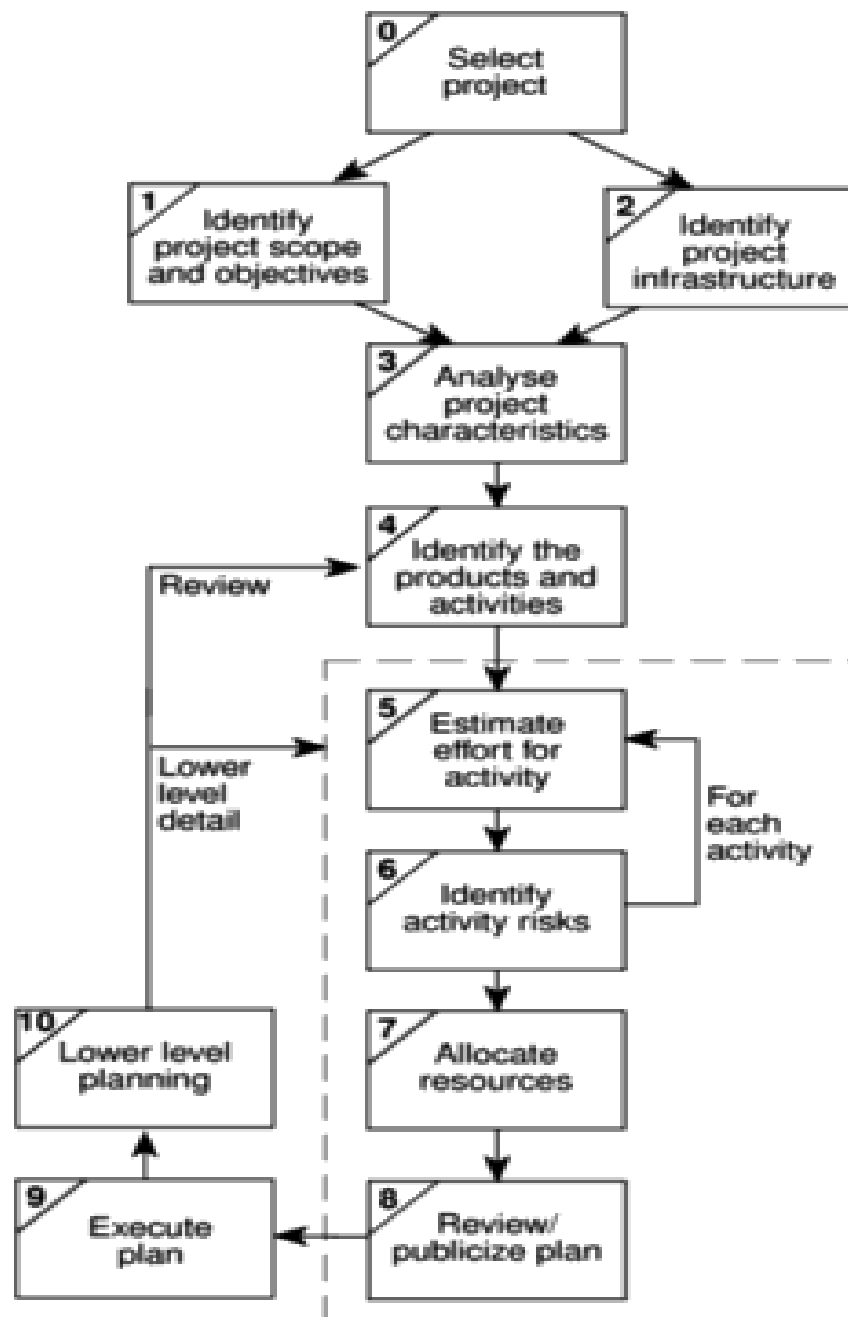 0
Select
project
1
Identify
project scope
and objectives
2
Identify
project
infrastructure
3
Analyse
project
characteristics
4
Identify the
products and
activities
Review
5
Estimate
effort for
activity
Lower
level
detail
For
each
activity
6
Identify
activity risks
7
Allocate
resources
10
Lower level
planning
8
Review/
publicize plan
9
Execute
plan